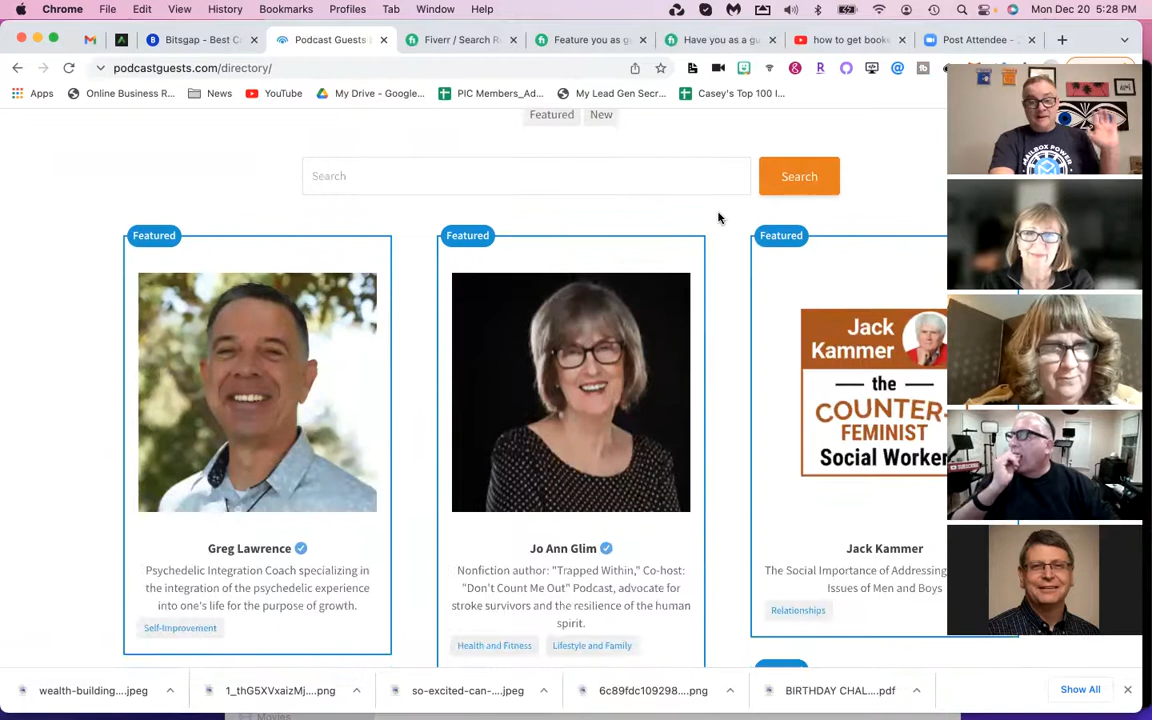 Chrome File Edit View History Bookmarks Profiles Tab Window Help Mon Dec 20 5:28 PM
Bitsgap - Best C Podcast Guests Fiverr / Search R Feature you as g Have you as a gu how to get booke Post Attendee - Z
podcastguests.com/directory/
Apps Online Business R... News YouTube My Drive - Google... PIC Members_Ad... My Lead Gen Secr... Casey's Top 100 I...
Featured New
Search Search
Featured Featured Featured
Jack
Kammer
the
COUNTER-
FEMINIST
Social Worker
Greg Lawrence
Psychedelic Integration Coach specializing in
the integration of the psychedelic experience
into one's life for the purpose of growth.
Self-Improvement
Jo Ann Glim
Nonfiction author: "Trapped Within," Co-host:
"Don't Count Me Out" Podcast, advocate for
stroke survivors and the resilience of the human
spirit.
Health and Fitness Lifestyle and Family
Jack Kammer
The Social Importance of Addressing
Issues of Men and Boys
Relationships
MAILBOX POWER
SUBSCRIBE
wealth-building....jpeg 1_thG5XVxaizMj....png so-excited-can-....jpeg 6c89fdc109298....png BIRTHDAY CHAL....pdf Show All
Movies